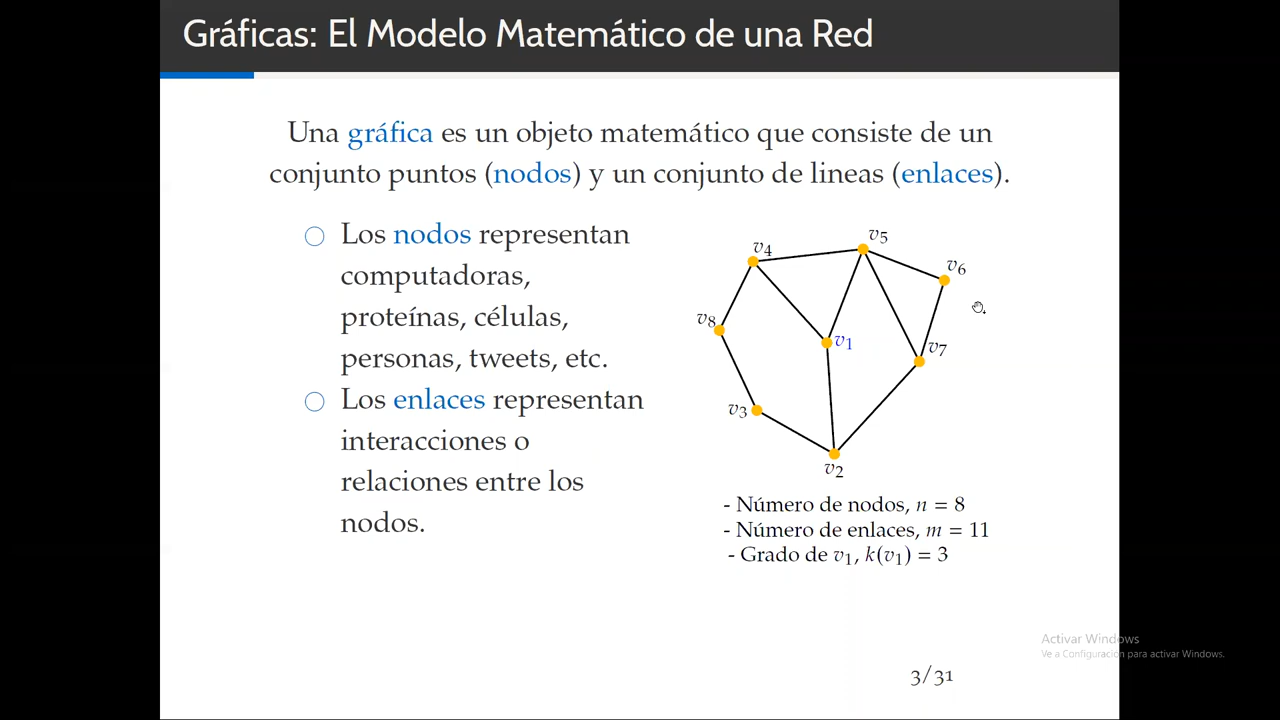 Gráficas: El Modelo Matemático de una Red
Una gráfica es un objeto matemático que consiste de un
conjunto puntos (nodos) y un conjunto de lineas (enlaces).
Los nodos representan
computadoras,
proteínas, células,
personas, tweets, etc.
Los enlaces representan
interacciones o
relaciones entre los
nodos.
v4
v5
v6
v8
v1
v7
v3
v2
- Número de nodos, n = 8
- Número de enlaces, m = 11
- Grado de v1, k(v1) = 3
Activar Windows
Ve a Configuración para activar Windows.
3/31